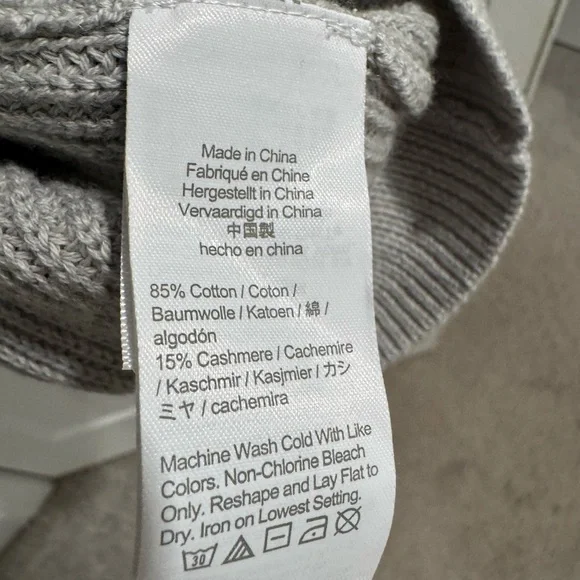 Made in China
Fabriqué en Chine
Hergestellt in China
Vervaardigd in China
中国製
hecho en china
85% Cotton / Coton /
Baumwolle / Katoen / 綿 /
algodón
15% Cashmere / Cachemire
/ Kaschmir / Kasjmier / カシ
ミヤ / cachemira
Machine Wash Cold With Like
Colors. Non-Chlorine Bleach
Only. Reshape and Lay Flat to
Dry. Iron on Lowest Setting.
30